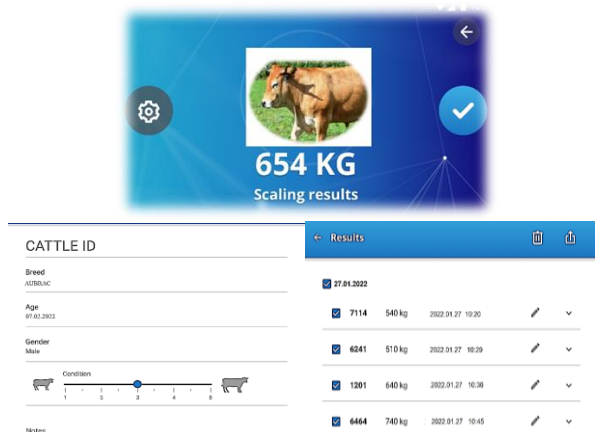 654 KG
Scaling results
CATTLE ID
Breed
AUBRAC
Age
07.02.2022
Gender
Male
Condition
1 2 3 4 5
Notes
Results
27.01.2022
7114 540 kg 2022.01.27 10:20
6241 510 kg 2022.01.27 10:29
1201 640 kg 2022.01.27 10:36
6464 740 kg 2022.01.27 10:45